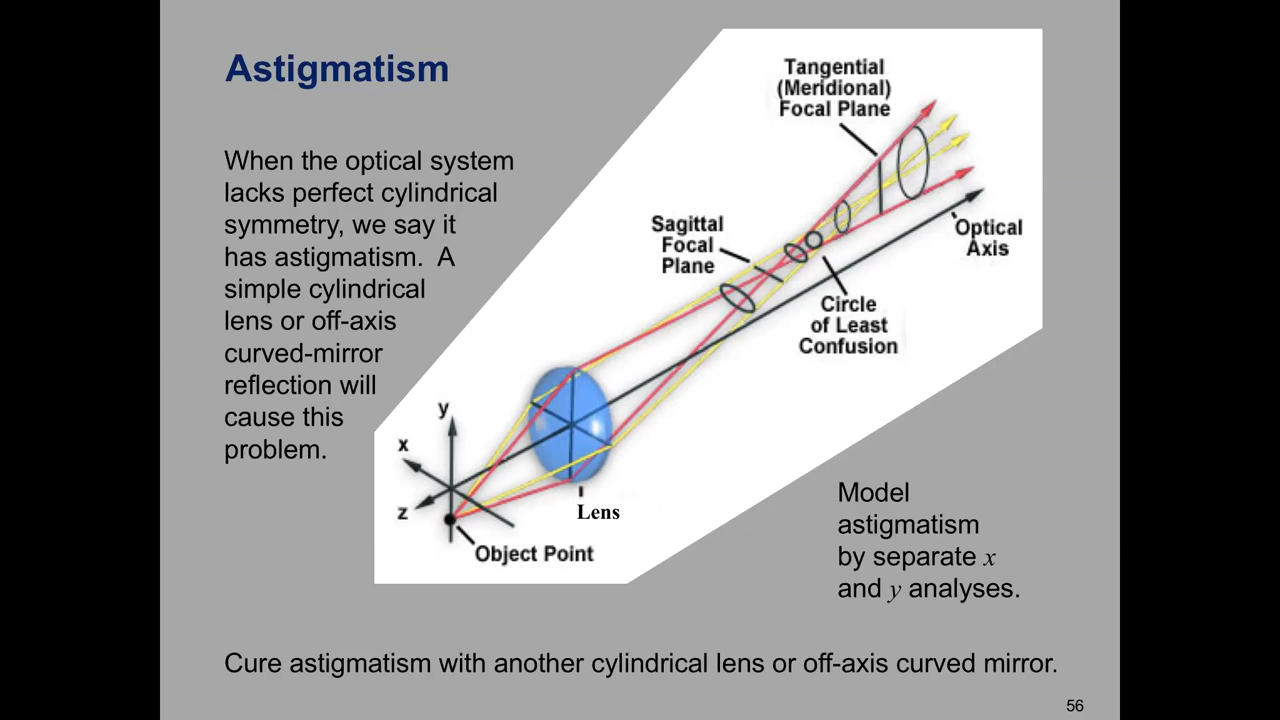 Astigmatism
When the optical system
lacks perfect cylindrical
symmetry, we say it
has astigmatism. A
simple cylindrical
lens or off-axis
curved-mirror
reflection will
cause this
problem.
Tangential
(Meridional)
Focal Plane
Sagittal
Focal
Plane
Optical
Axis
Circle
of Least
Confusion
y
x
z
Lens
Object Point
Model
astigmatism
by separate x
and y analyses.
Cure astigmatism with another cylindrical lens or off-axis curved mirror.
56